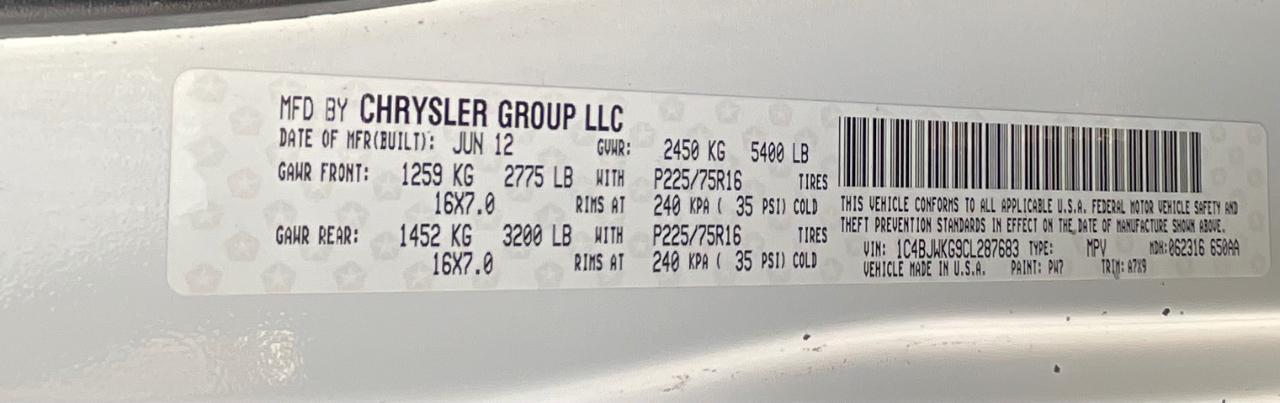 MFD BY CHRYSLER GROUP LLC
DATE OF MFR(BUILT): JUN 12 GVWR: 2450 KG 5400 LB
GAWR FRONT: 1259 KG 2775 LB WITH P225/75R16 TIRES
16X7.0 RIMS AT 240 KPA ( 35 PSI) COLD
GAWR REAR: 1452 KG 3200 LB WITH P225/75R16 TIRES
16X7.0 RIMS AT 240 KPA ( 35 PSI) COLD
THIS VEHICLE CONFORMS TO ALL APPLICABLE U.S.A. FEDERAL MOTOR VEHICLE SAFETY AND
THEFT PREVENTION STANDARDS IN EFFECT ON THE DATE OF MANUFACTURE SHOWN ABOVE.
VIN: 1C4BJWKG9CL287683 TYPE: MPV MDH:062316 650AA
VEHICLE MADE IN U.S.A. PAINT: PW7 TRIM: A7X9